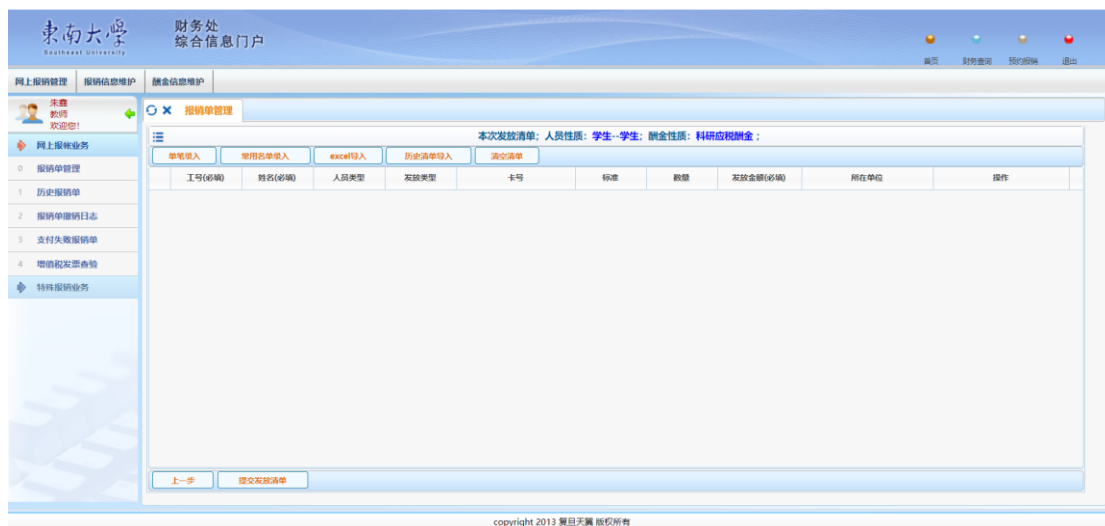 東南大學
Southeast University
财务处
综合信息门户
首页 财务查询 预约报销 退出
网上报销管理 报销信息维护 酬金信息维护
朱鑫
教师
欢迎您!
报销单管理
本次发放清单; 人员性质: 学生--学生; 酬金性质: 科研应税酬金 ;
网上报帐业务
单笔录入 常用名单录入 excel导入 历史清单导入 清空清单
0 报销单管理
工号(必填) 姓名(必填) 人员类型 发放类型 卡号 标准 数量 发放金额(必填) 所在单位 操作
1 历史报销单
2 报销单撤销日志
3 支付失败报销单
4 增值税发票查验
特殊报销业务
上一步 提交发放清单
copyright 2013 复旦天翼 版权所有